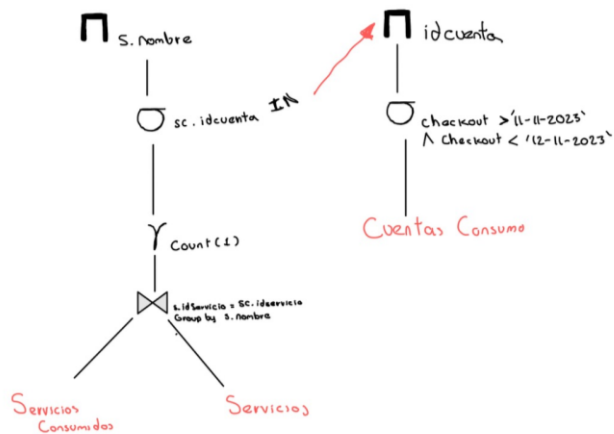 s.nombre
idcuenta
sc.idcuenta IN
checkout >'11-11-2023'
∧ Checkout < '12-11-2023'
Cuentas Consumo
γ Count(1)
s.idServicio = sc.idservicio
Group by s.nombre
Servicios
Consumidos
Servicios